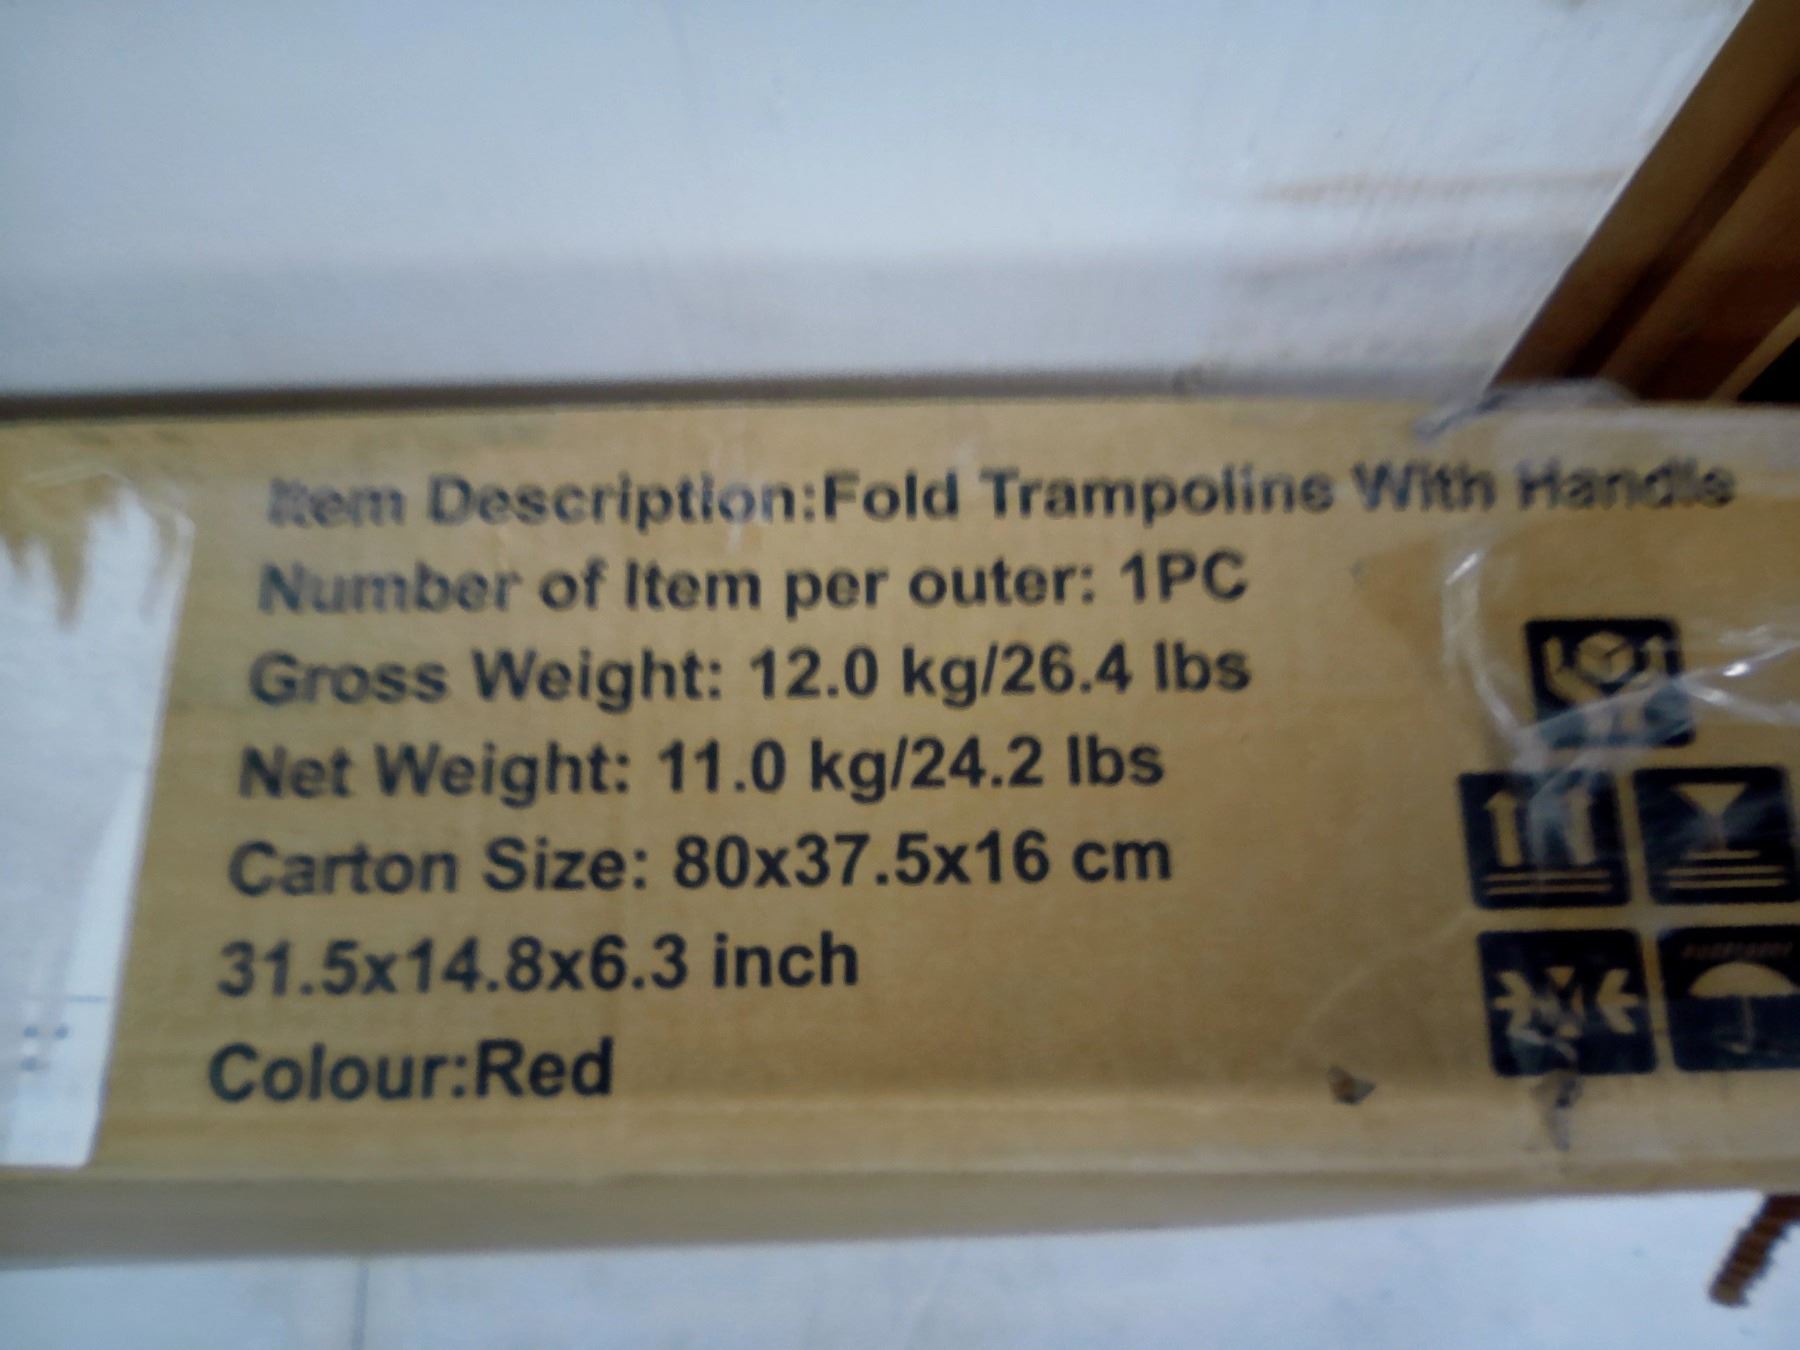 Item Description:Fold Trampoline With Handle
Number of Item per outer: 1PC
Gross Weight: 12.0 kg/26.4 lbs
Net Weight: 11.0 kg/24.2 lbs
Carton Size: 80x37.5x16 cm
31.5x14.8x6.3 inch
Colour:Red